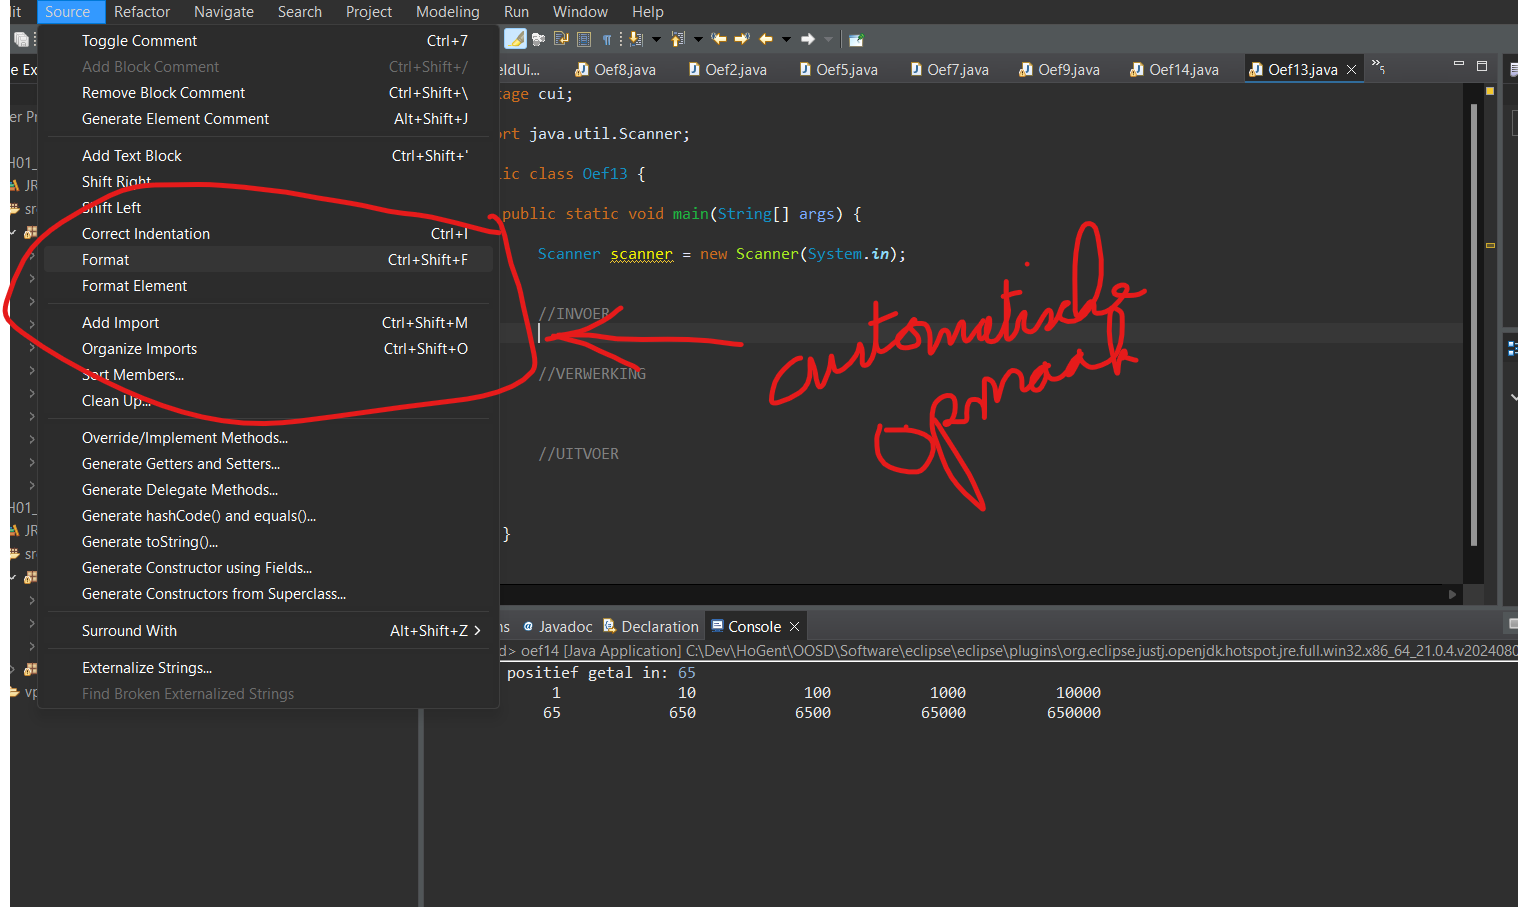 it Source Refactor Navigate Search Project Modeling Run Window Help
Toggle Comment Ctrl+7
Add Block Comment Ctrl+Shift+/
Remove Block Comment Ctrl+Shift+\
Generate Element Comment Alt+Shift+J
Add Text Block Ctrl+Shift+'
Shift Right
Shift Left
Correct Indentation Ctrl+I
Format Ctrl+Shift+F
Format Element
Add Import Ctrl+Shift+M
Organize Imports Ctrl+Shift+O
Sort Members...
Clean Up...
Override/Implement Methods...
Generate Getters and Setters...
Generate Delegate Methods...
Generate hashCode() and equals()...
Generate toString()...
Generate Constructor using Fields...
Generate Constructors from Superclass...
Surround With Alt+Shift+Z
Externalize Strings...
Find Broken Externalized Strings
e Ex
er Pr
H01_
JR
sr
H01_
JR
sr
vp
eldUi... Oef8.java Oef2.java Oef5.java Oef7.java Oef9.java Oef14.java Oef13.java 5
age cui;
rt java.util.Scanner;
ic class Oef13 {
public static void main(String[] args) {
Scanner scanner = new Scanner(System.in);
//INVOER
//VERWERKING
//UITVOER
}
automatische
opmaak
ns Javadoc Declaration Console
d> oef14 [Java Application] C:\Dev\HoGent\OOSD\Software\eclipse\eclipse\plugins\org.eclipse.justj.openjdk.hotspot.jre.full.win32.x86_64_21.0.4.v2024080
positief getal in: 65
1 10 100 1000 10000
65 650 6500 65000 650000